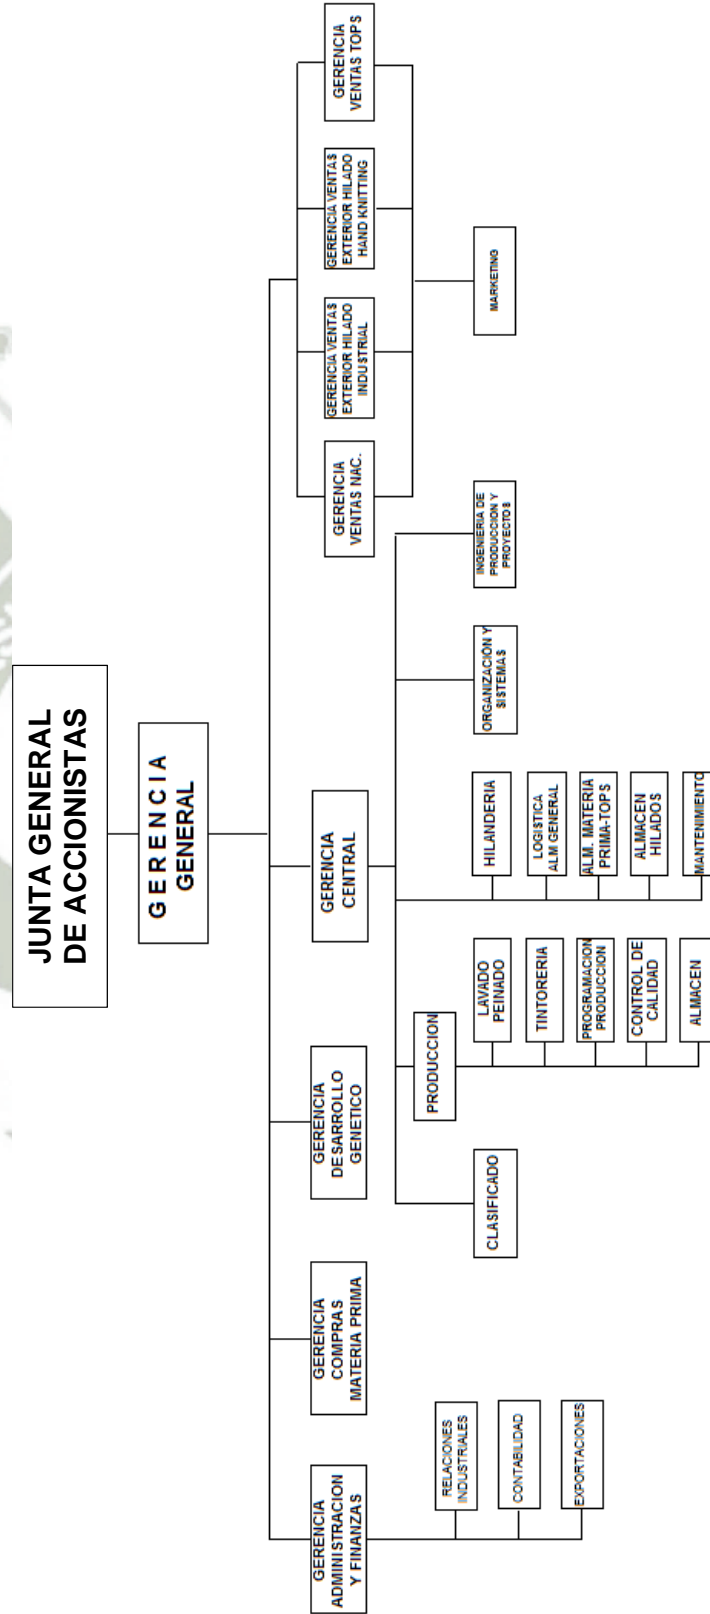 JUNTA GENERAL
DE ACCIONISTAS
G E R E N C I A
GENERAL
GERENCIA
ADMINISTRACION
Y FINANZAS
GERENCIA
COMPRAS
MATERIA PRIMA
GERENCIA
DESARROLLO
GENETICO
GERENCIA
CENTRAL
GERENCIA
VENTAS NAC.
GERENCIA VENTAS
EXTERIOR HILADO
INDUSTRIAL
GERENCIA VENTAS
EXTERIOR HILADO
HAND KNITTING
GERENCIA
VENTAS TOPS
RELACIONES
INDUSTRIALES
CONTABILIDAD
EXPORTACIONES
CLASIFICADO
PRODUCCION
LAVADO
PEINADO
TINTORERIA
PROGRAMACION
PRODUCCION
CONTROL DE
CALIDAD
ALMACEN
HILANDERIA
LOGISTICA
ALM GENERAL
ALM. MATERIA
PRIMA-TOPS
ALMACEN
HILADOS
MANTENIMIENTO
ORGANIZACION Y
SISTEMAS
INGENIERIA DE
PRODUCCION Y
PROYECTOS
MARKETING